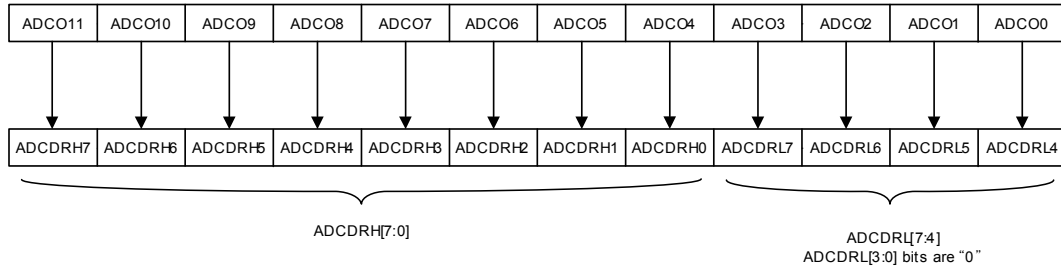 ADCO11 ADCO10 ADCO9 ADCO8 ADCO7 ADCO6 ADCO5 ADCO4 ADCO3 ADCO2 ADCO1 ADCO0
ADCDRH7 ADCDRH6 ADCDRH5 ADCDRH4 ADCDRH3 ADCDRH2 ADCDRH1 ADCDRH0 ADCDRL7 ADCDRL6 ADCDRL5 ADCDRL4
ADCDRH[7:0]
ADCDRL[7:4]
ADCDRL[3:0] bits are “0”